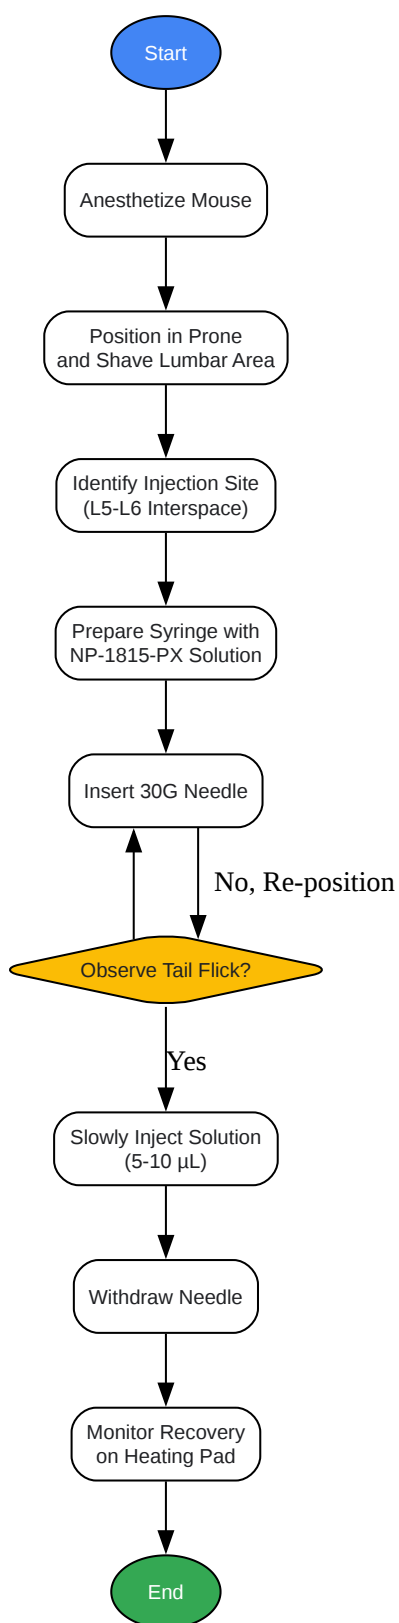 Start
Anesthetize Mouse
Position in Prone
and Shave Lumbar Area
Identify Injection Site
(L5-L6 Interspace)
Prepare Syringe with
NP-1815-PX Solution
Insert 30G Needle
No, Re-position
Observe Tail Flick?
Yes
Slowly Inject Solution
(5-10 µL)
Withdraw Needle
Monitor Recovery
on Heating Pad
End